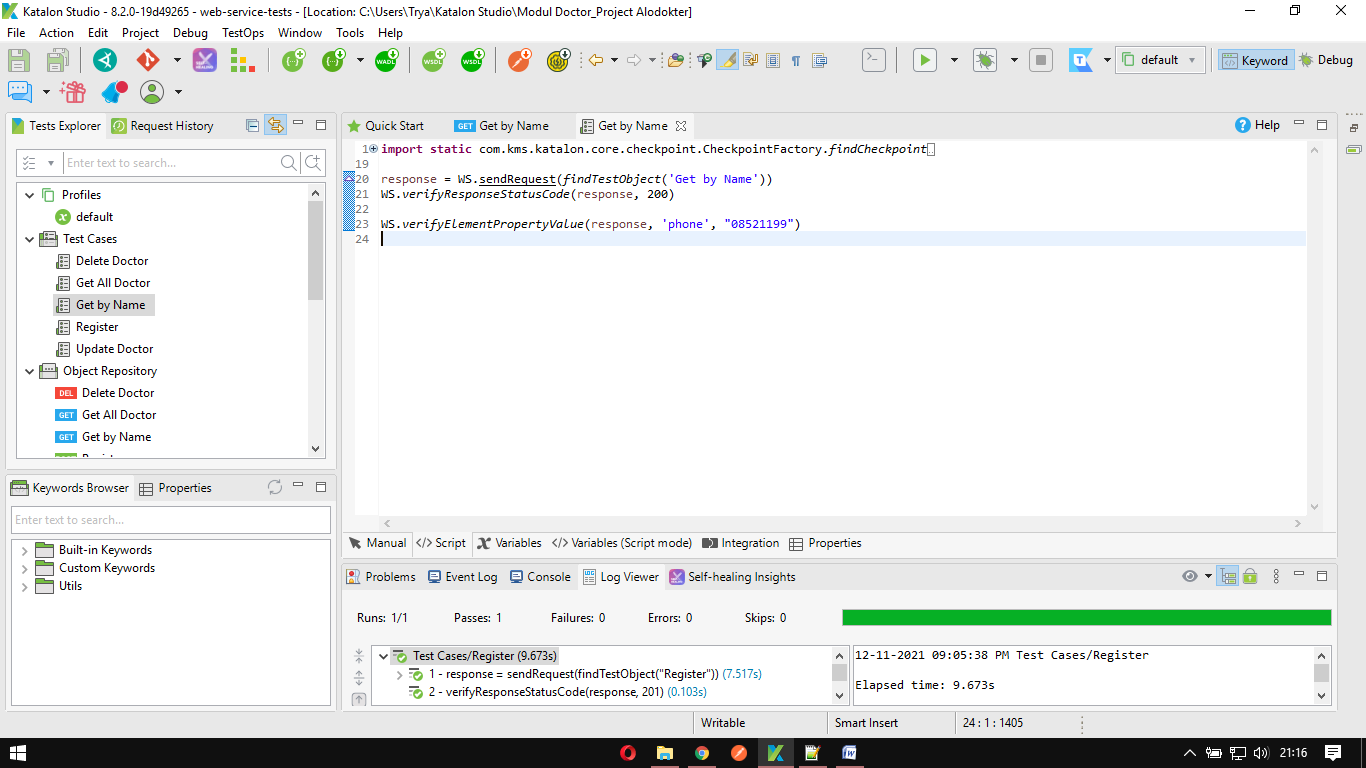 Katalon Studio - 8.2.0-19d49265 - web-service-tests - [Location: C:\Users\Trya\Katalon Studio\Modul Doctor_Project Alodokter]
File Action Edit Project Debug TestOps Window Tools Help
default Keyword Debug
Tests Explorer Request History
Enter text to search...
Profiles
default
Test Cases
Delete Doctor
Get All Doctor
Get by Name
Register
Update Doctor
Object Repository
DEL Delete Doctor
GET Get All Doctor
GET Get by Name
Keywords Browser Properties
Enter text to search...
Built-in Keywords
Custom Keywords
Utils
Quick Start GET Get by Name Get by Name Help
1 import static com.kms.katalon.core.checkpoint.CheckpointFactory.findCheckpoint
19
20 response = WS.sendRequest(findTestObject('Get by Name'))
21 WS.verifyResponseStatusCode(response, 200)
22
23 WS.verifyElementPropertyValue(response, 'phone', "08521199")
24
Manual </> Script Variables </> Variables (Script mode) Integration Properties
Problems Event Log Console Log Viewer Self-healing Insights
Runs: 1/1 Passes: 1 Failures: 0 Errors: 0 Skips: 0
Test Cases/Register (9.673s)
1 - response = sendRequest(findTestObject("Register")) (7.517s)
2 - verifyResponseStatusCode(response, 201) (0.103s)
12-11-2021 09:05:38 PM Test Cases/Register
Elapsed time: 9.673s
Writable Smart Insert 24 : 1 : 1405
21:16